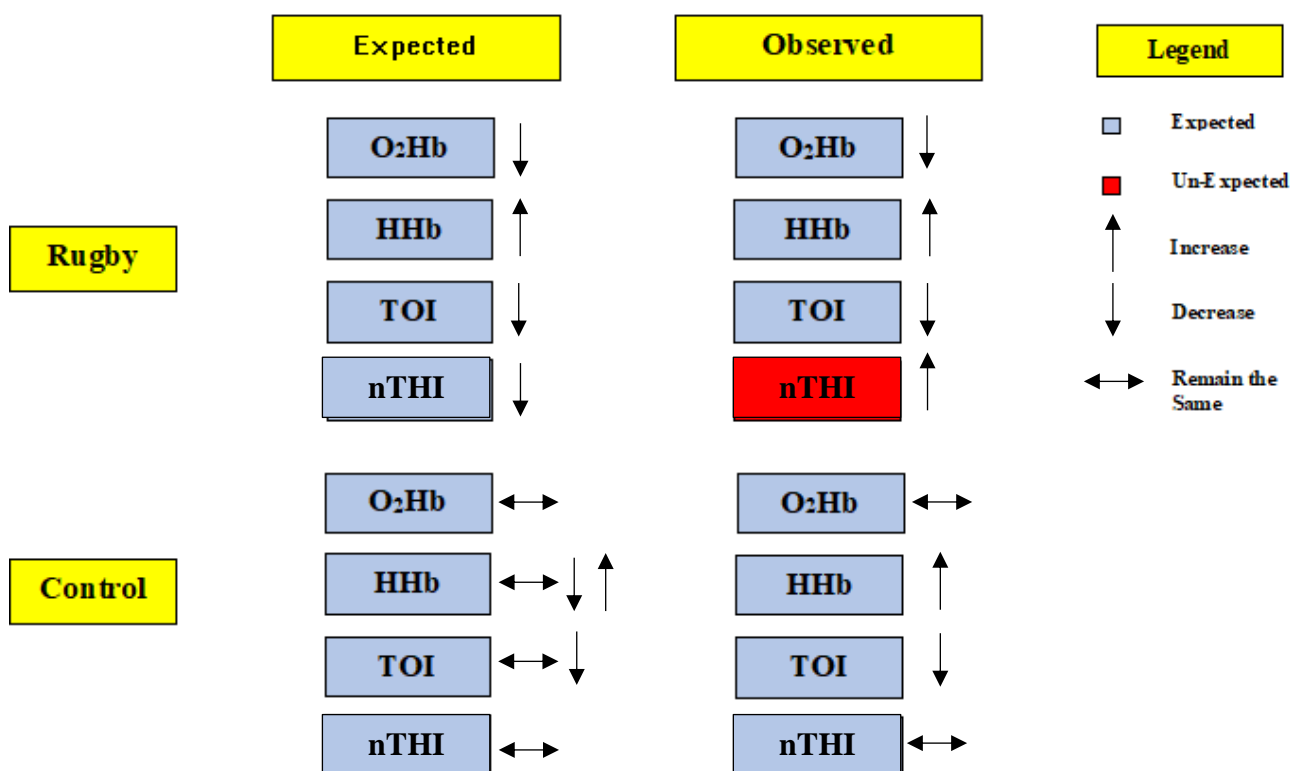 Expected
Observed
Legend
Rugby
O₂Hb
O₂Hb
Expected
HHb
HHb
Un-Expected
TOI
TOI
Increase
nTHI
nTHI
Decrease
Remain the
Same
Control
O₂Hb
O₂Hb
HHb
HHb
TOI
TOI
nTHI
nTHI